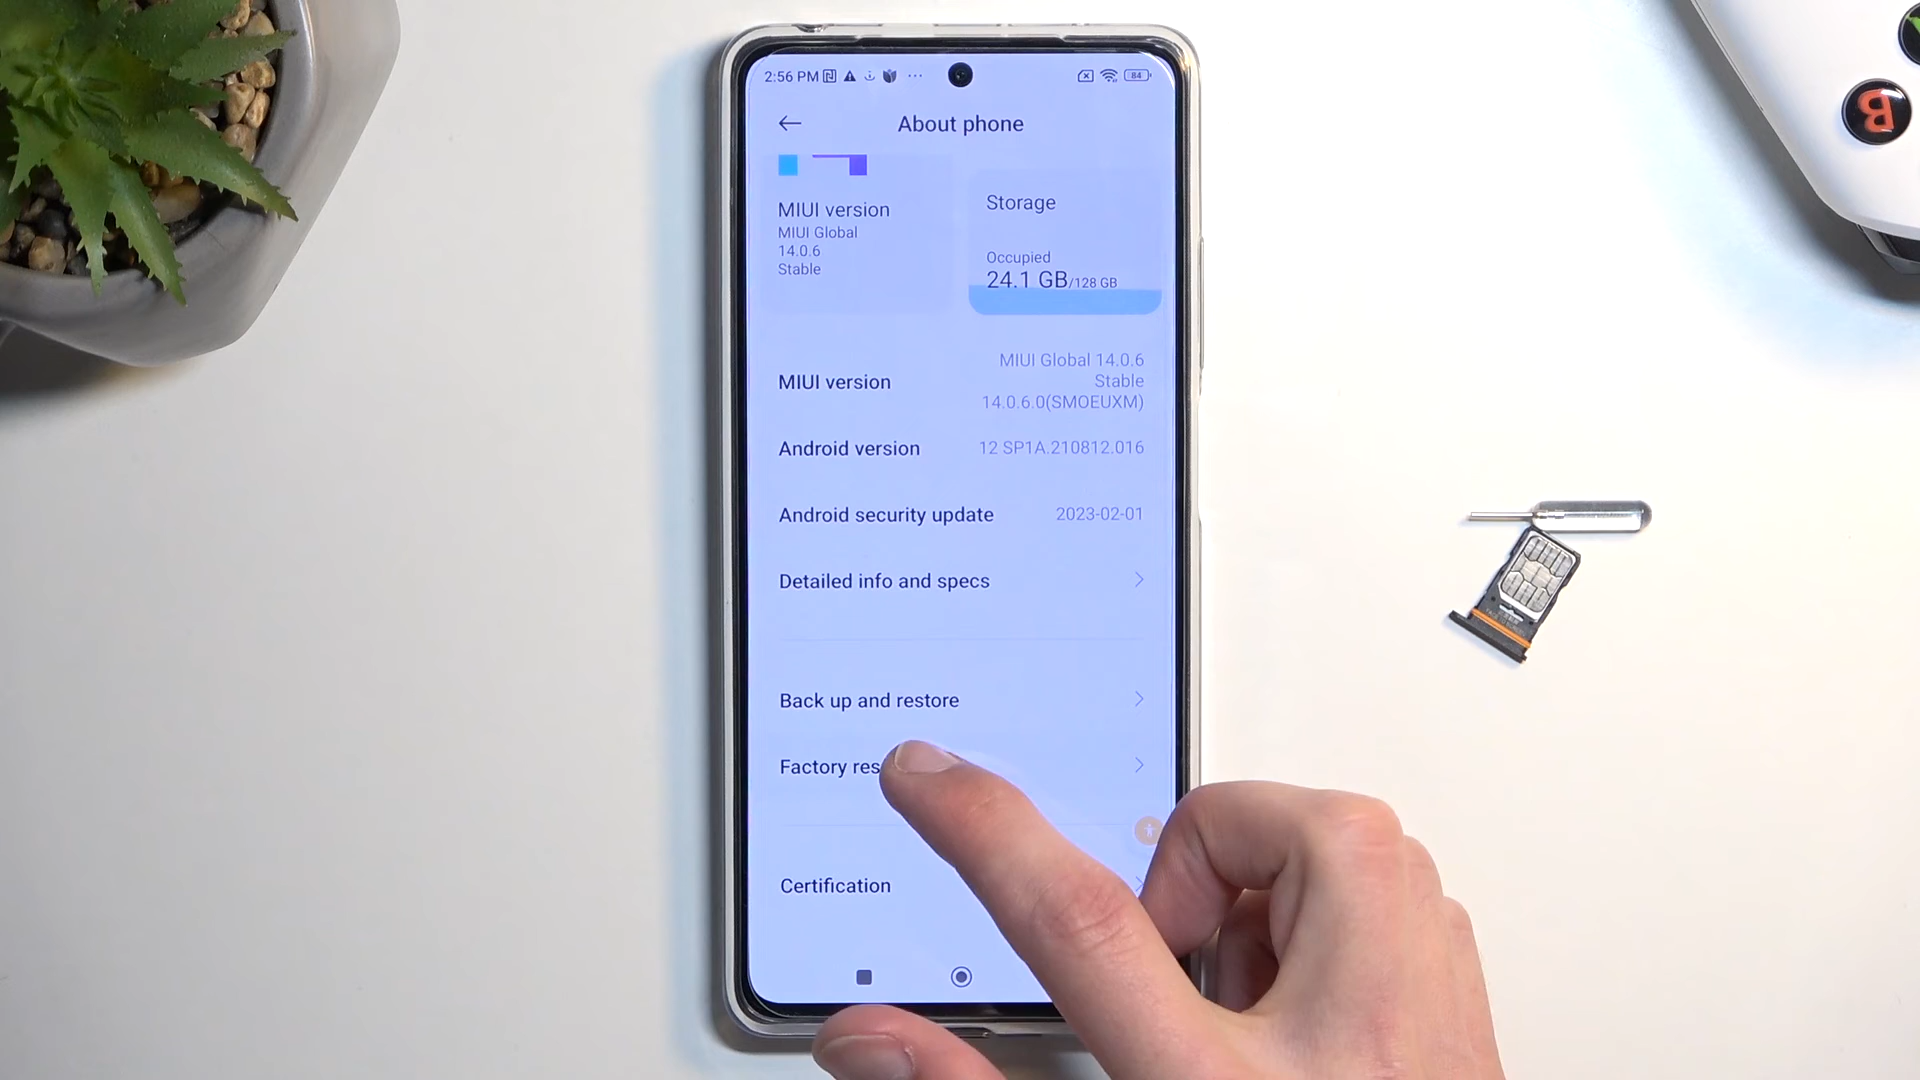 2:56 PM
84
About phone
MIUI version
MIUI Global
14.0.6
Stable
Storage
Occupied
24.1 GB/128 GB
MIUI version
MIUI Global 14.0.6
Stable
14.0.6.0(SMOEUXM)
Android version
12 SP1A.210812.016
Android security update
2023-02-01
Detailed info and specs
Back up and restore
Factory res
Certification
B